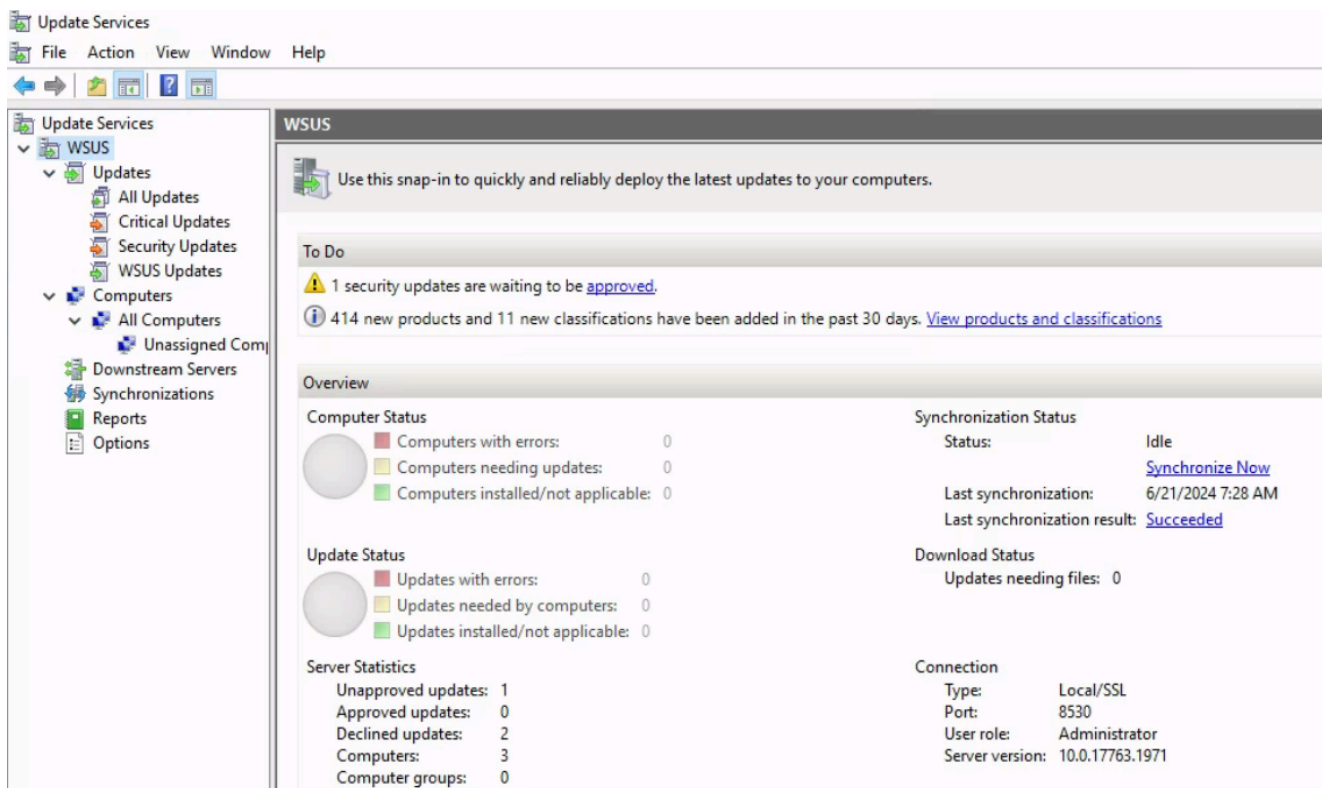 Update Services
File Action View Window Help
Update Services
WSUS
Updates
All Updates
Critical Updates
Security Updates
WSUS Updates
Computers
All Computers
Unassigned Comp
Downstream Servers
Synchronizations
Reports
Options
WSUS
Use this snap-in to quickly and reliably deploy the latest updates to your computers.
To Do
1 security updates are waiting to be approved.
414 new products and 11 new classifications have been added in the past 30 days. View products and classifications
Overview
Computer Status
Computers with errors: 0
Computers needing updates: 0
Computers installed/not applicable: 0
Update Status
Updates with errors: 0
Updates needed by computers: 0
Updates installed/not applicable: 0
Server Statistics
Unapproved updates: 1
Approved updates: 0
Declined updates: 2
Computers: 3
Computer groups: 0
Synchronization Status
Status: Idle
Synchronize Now
Last synchronization: 6/21/2024 7:28 AM
Last synchronization result: Succeeded
Download Status
Updates needing files: 0
Connection
Type: Local/SSL
Port: 8530
User role: Administrator
Server version: 10.0.17763.1971